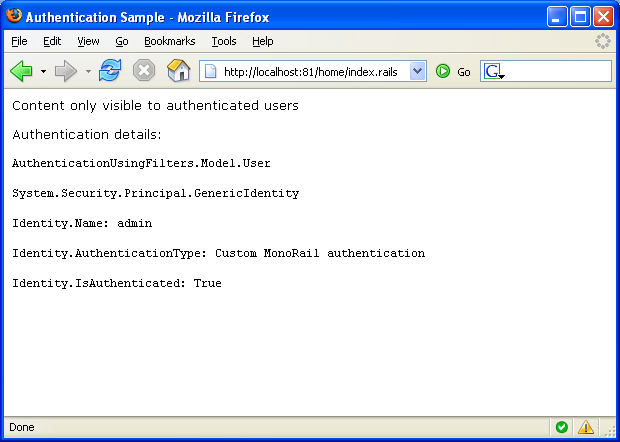 Authentication Sample - Mozilla Firefox
File Edit View Go Bookmarks Tools Help
http://localhost:81/home/index.rails Go G
Content only visible to authenticated users
Authentication details:
AuthenticationUsingFilters.Model.User
System.Security.Principal.GenericIdentity
Identity.Name: admin
Identity.AuthenticationType: Custom MonoRail authentication
Identity.IsAuthenticated: True
Done